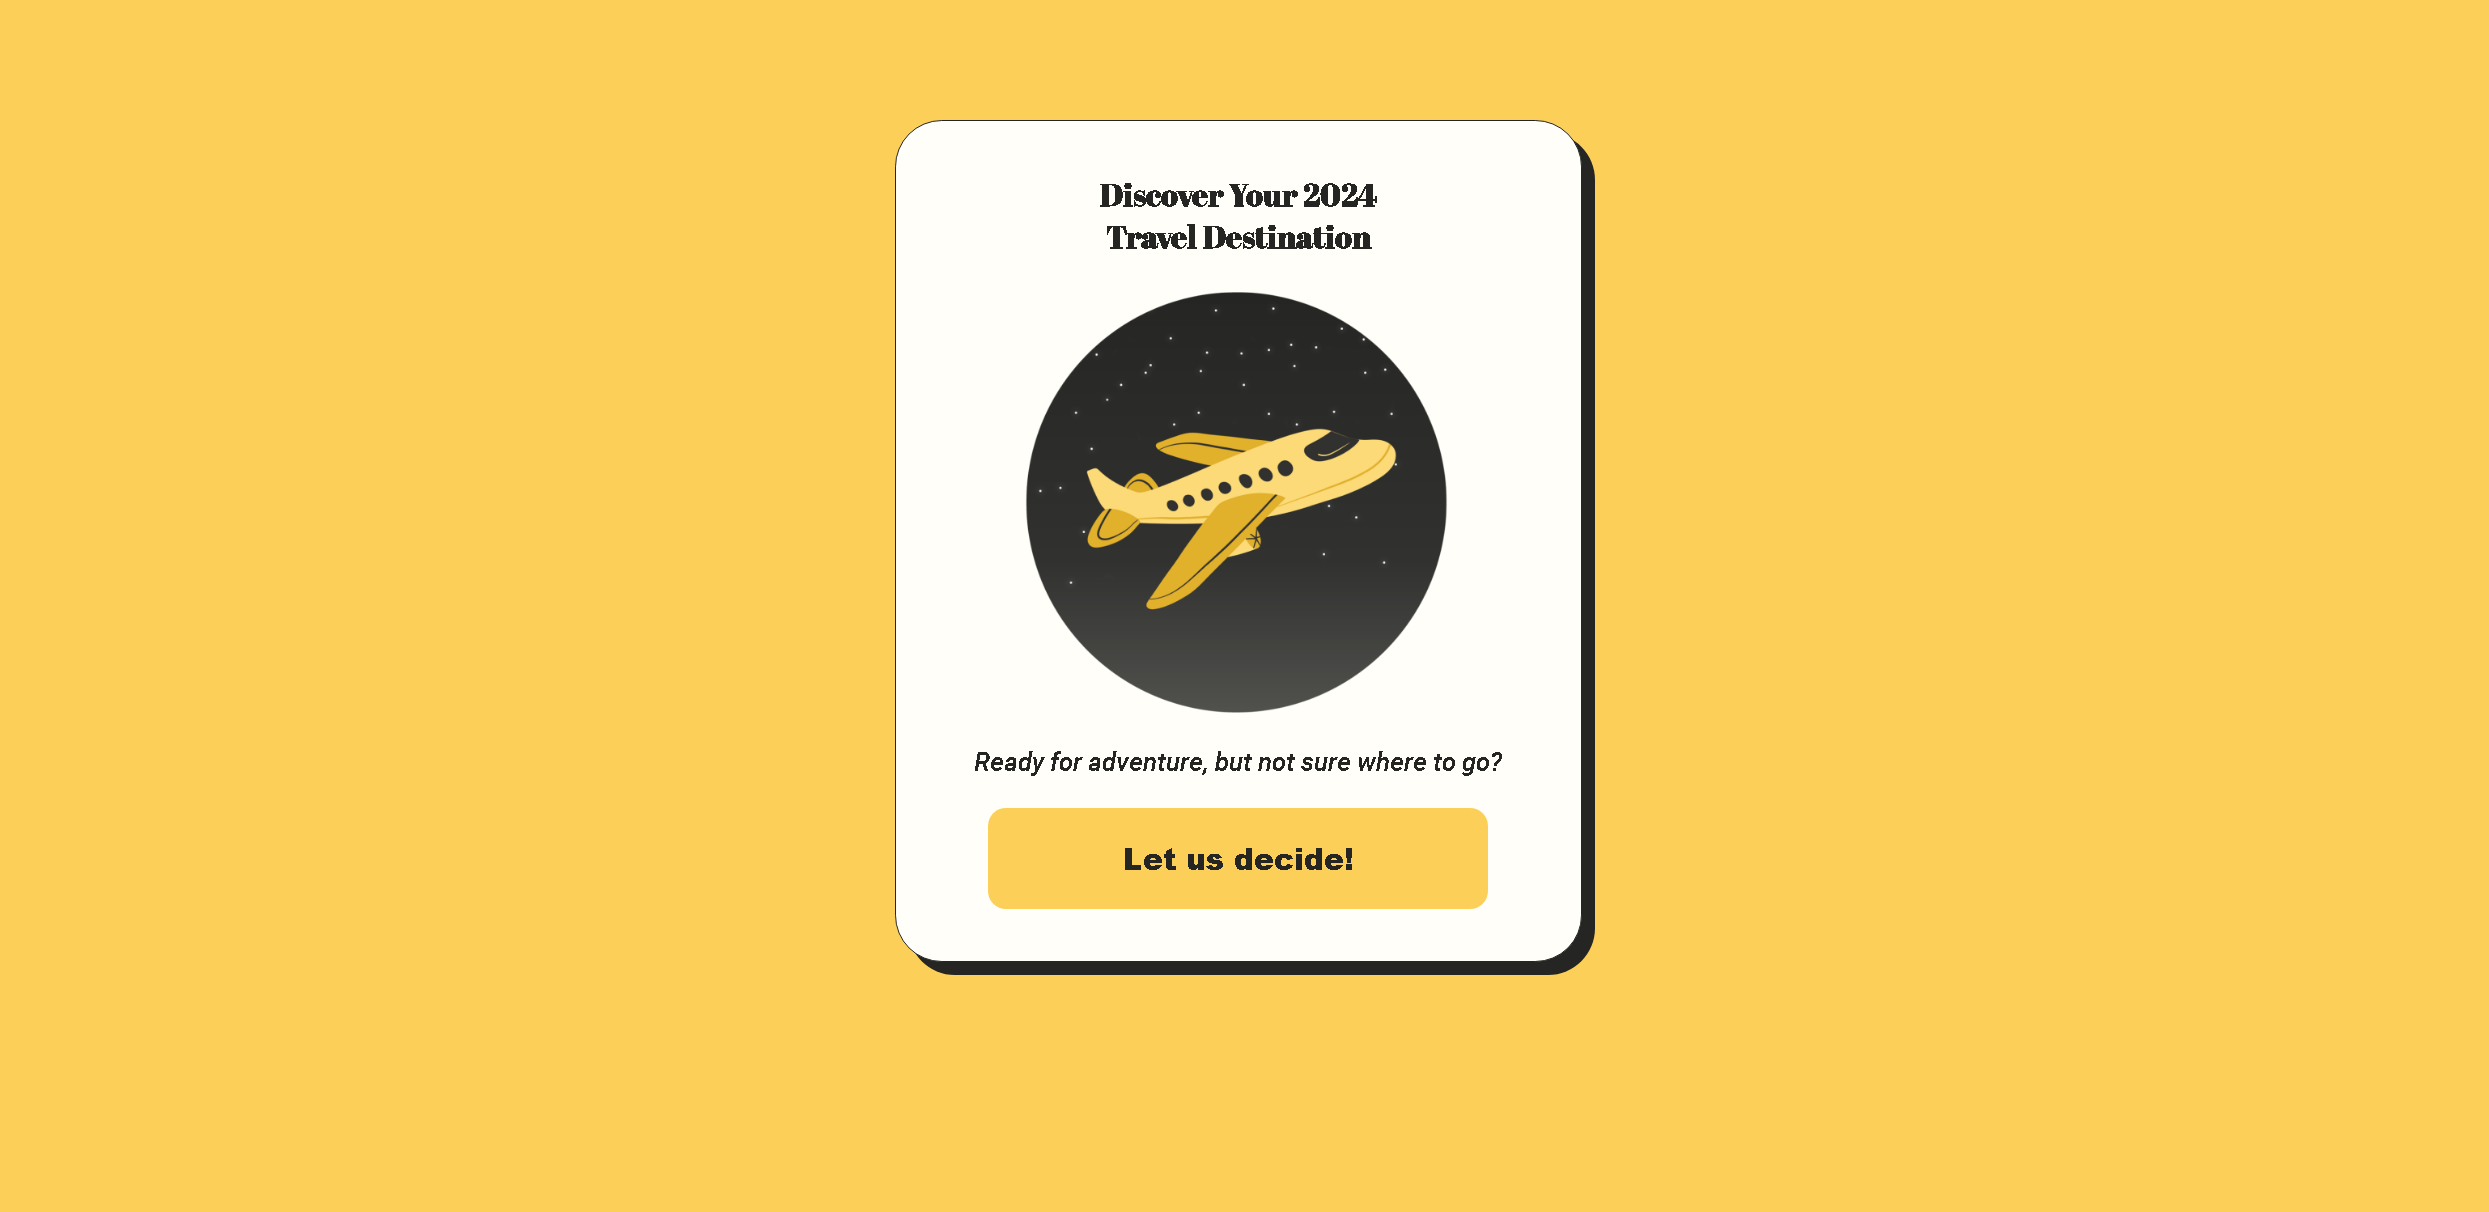 Discover Your 2024
Travel Destination
Ready for adventure, but not sure where to go?
Let us decide!